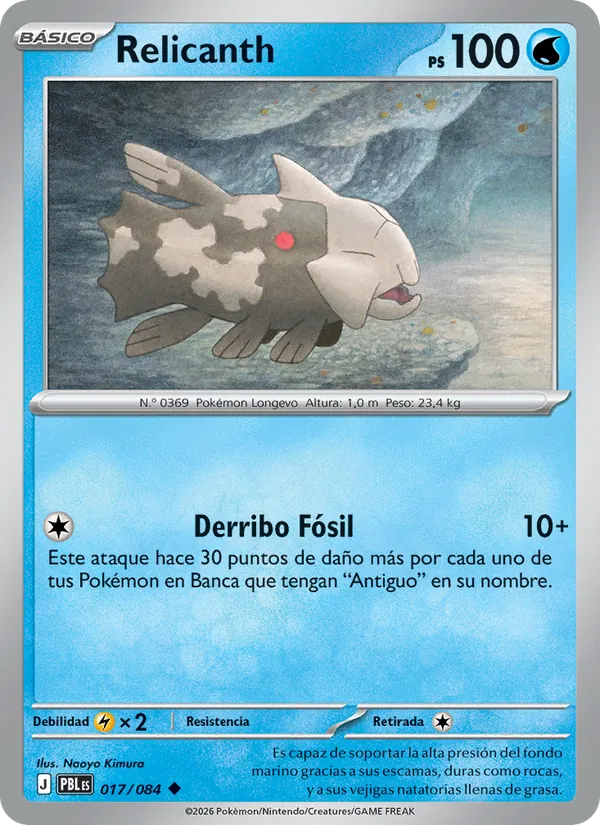 BÁSICO
Relicanth
PS 100
N.º 0369 Pokémon Longevo Altura: 1,0 m Peso: 23,4 kg
Derribo Fósil 10+
Este ataque hace 30 puntos de daño más por cada uno de
tus Pokémon en Banca que tengan “Antiguo” en su nombre.
Debilidad ×2 Resistencia Retirada
Ilus. Naoyo Kimura
J PBL ES 017/084
Es capaz de soportar la alta presión del fondo
marino gracias a sus escamas, duras como rocas,
y a sus vejigas natatorias llenas de grasa.
©2026 Pokémon/Nintendo/Creatures/GAME FREAK